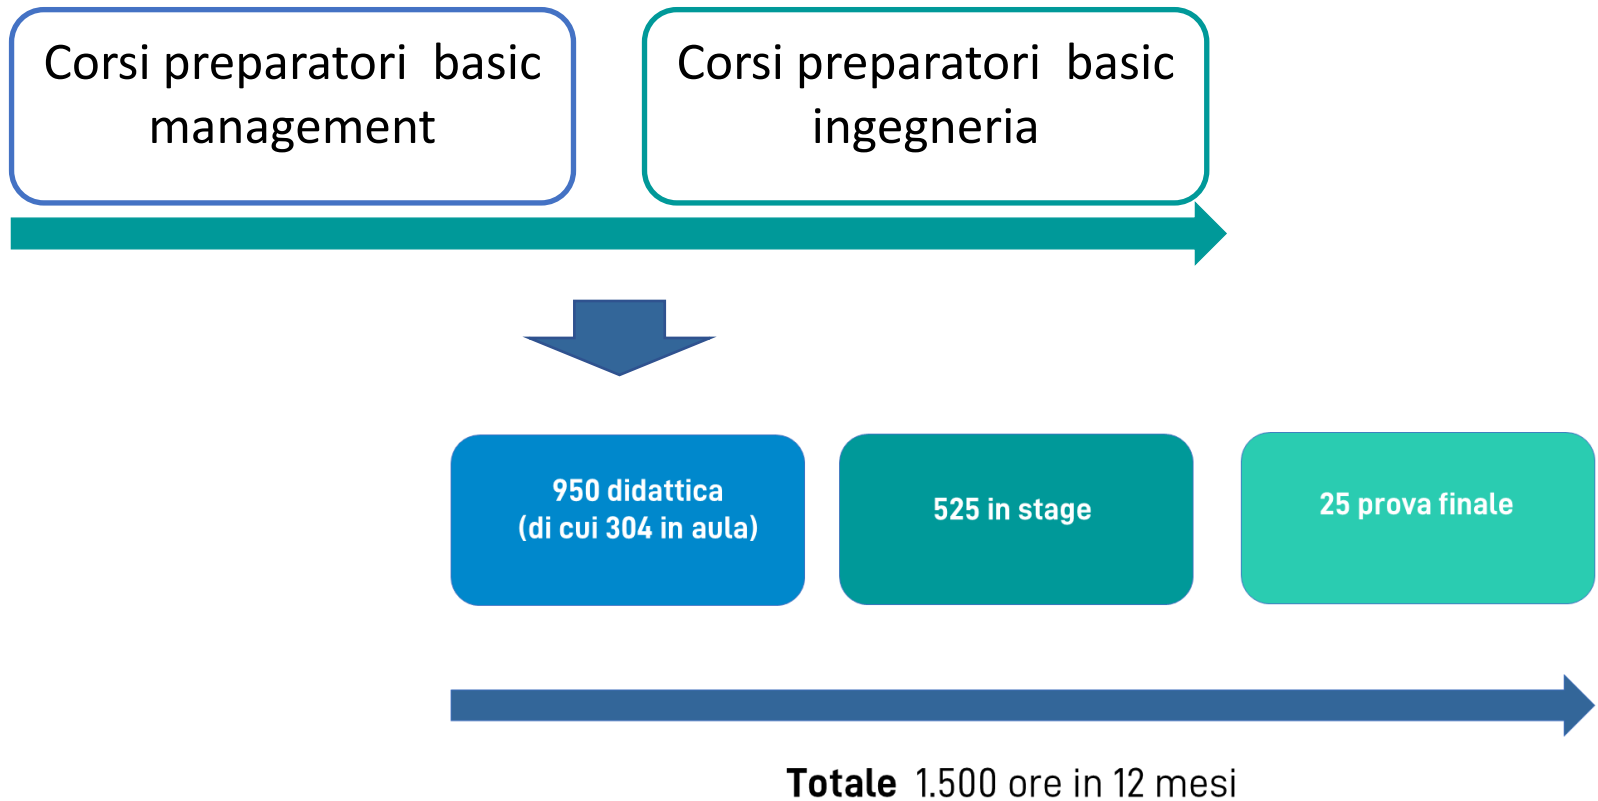 Corsi preparatori  basic
management
Corsi preparatori  basic
ingegneria
950 didattica
(di cui 304 in aula)
525 in stage
25 prova finale
Totale  1.500 ore in 12 mesi